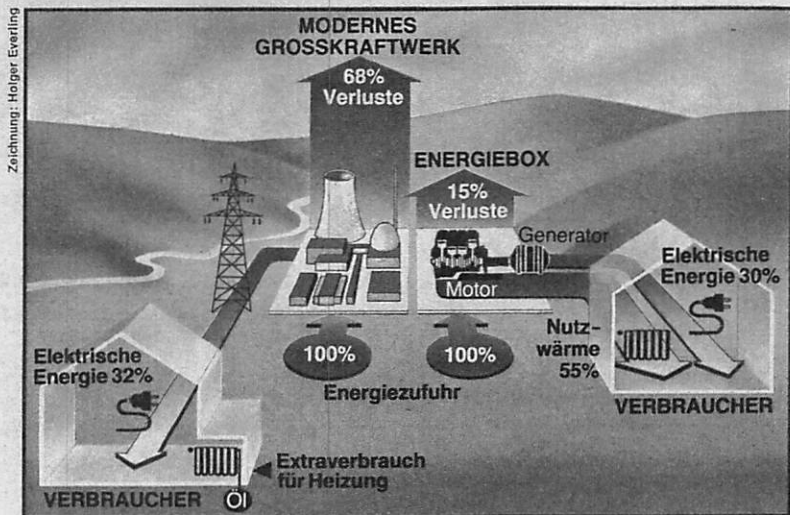 Zeichnung: Holger Everling
MODERNES
GROSSKRAFTWERK
68%
Verluste
ENERGIEBOX
15%
Verluste
Generator
Motor
Elektrische
Energie 30%
Nutz-
wärme
55%
VERBRAUCHER
100%
100%
Energiezufuhr
Elektrische
Energie 32%
Extraverbrauch
für Heizung
VERBRAUCHER
Öl